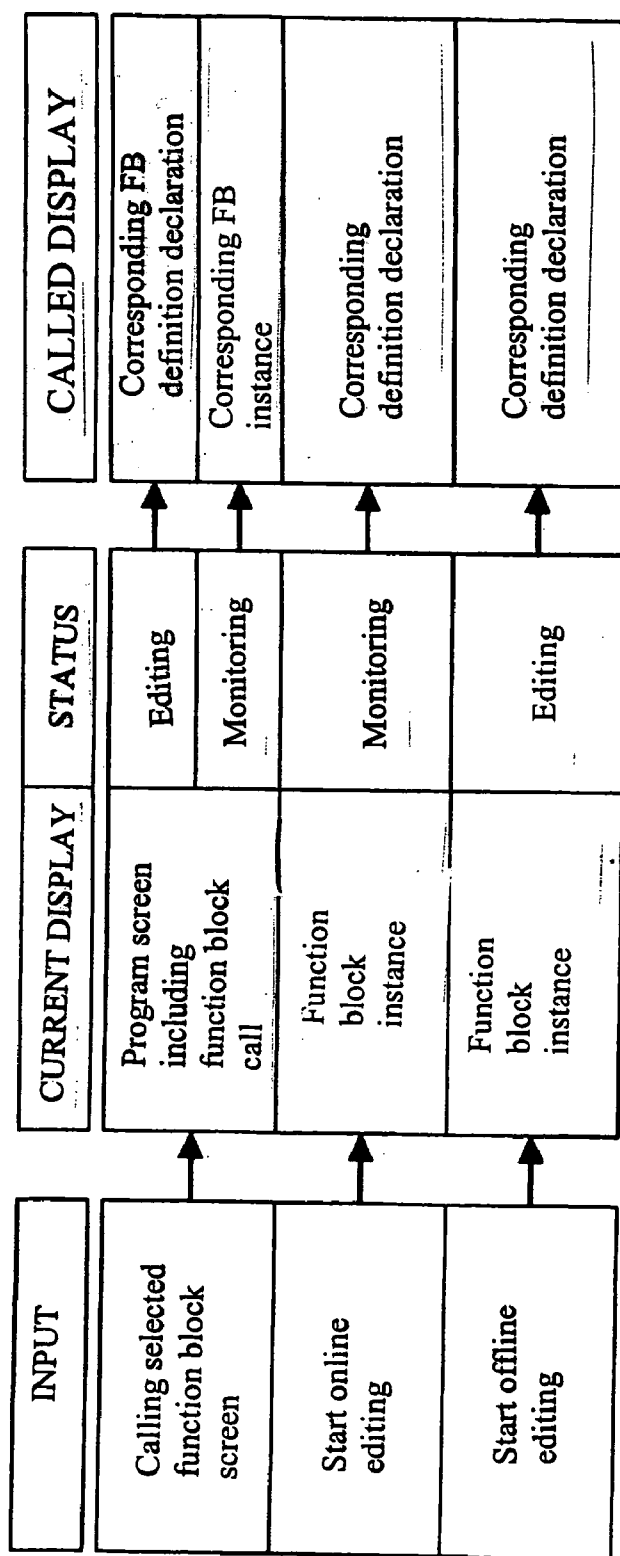 INPUT
CURRENT DISPLAY
STATUS
CALLED DISPLAY
Calling selected
function block
screen
Program screen
including
function block
call
Editing
Corresponding FB
definition declaration
Monitoring
Corresponding FB
instance
Start online
editing
Function
block
instance
Monitoring
Corresponding
definition declaration
Start offline
editing
Function
block
instance
Editing
Corresponding
definition declaration